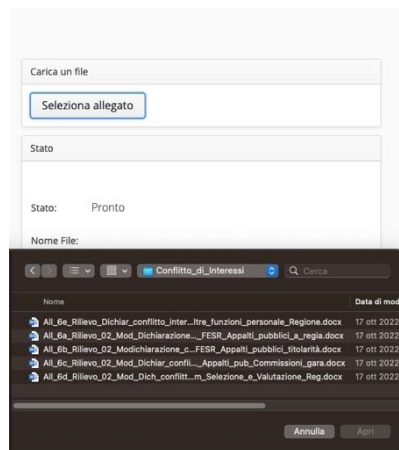 Carica un file
Seleziona allegato
Stato
Stato: Pronto
Nome File:
Conflitto_di_Interessi Cerca
Nome Data di mod
All_6e_Rilievo_Dichiar_conflitto_inter...ltre_funzioni_personale_Regione.docx 17 ott 2022
All_6a_Rilievo_02_Mod_Dichiarazione..._FESR_Appalti_pubblici_a_regia.docx 17 ott 2022
All_6b_Rilievo_02_Modichiarazione_c...FESR_Appalti_pubblici_titolarità.docx 17 ott 2022
All_6c_Rilievo_02_Mod_Dichiar_confli..._Appalti_pub_Commissioni_gara.docx 17 ott 2022
All_6d_Rilievo_02_Mod_Dich_conflitt...m_Selezione_e_Valutazione_Reg.docx 17 ott 2022
Annulla Apri